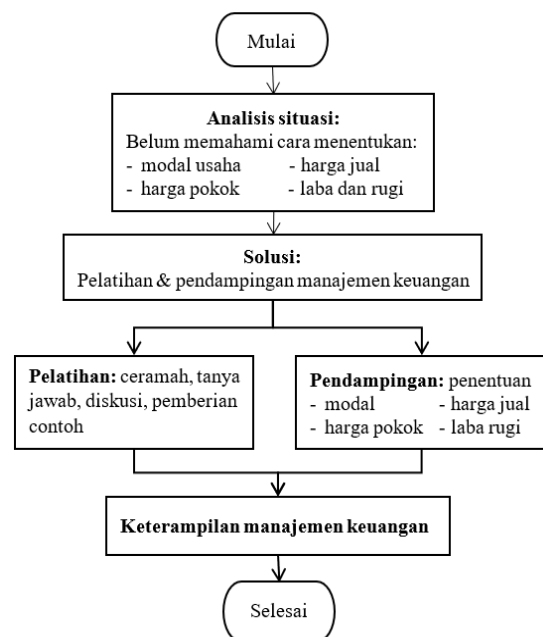 Mulai
Analisis situasi:
Belum memahami cara menentukan:
- modal usaha - harga jual
- harga pokok - laba dan rugi
Solusi:
Pelatihan & pendampingan manajemen keuangan
Pelatihan: ceramah, tanya
jawab, diskusi, pemberian
contoh
Pendampingan: penentuan
- modal - harga jual
- harga pokok - laba rugi
Keterampilan manajemen keuangan
Selesai